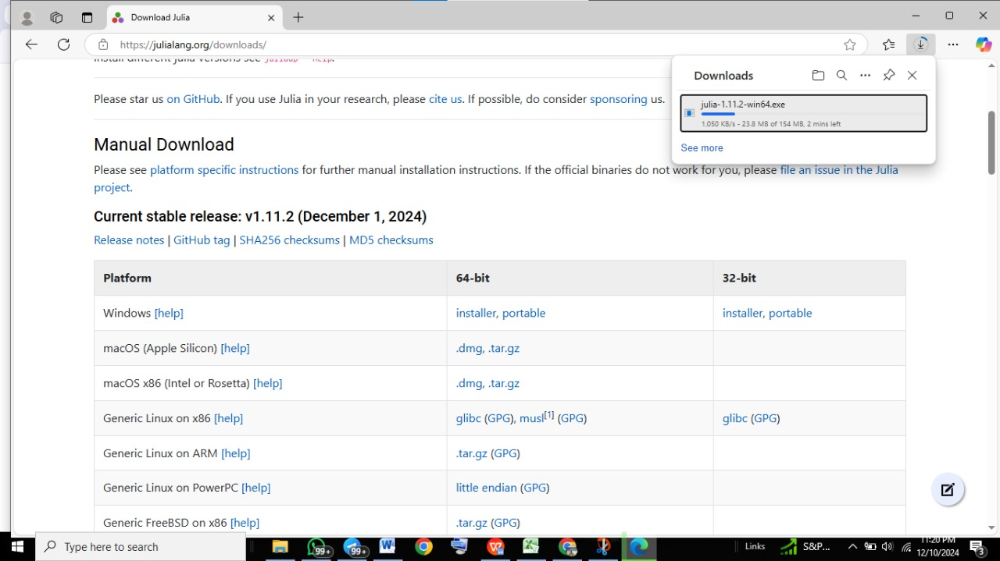 Download Julia
https://julialang.org/downloads/
install different Julia versions see juliaup --help.
Downloads
julia-1.11.2-win64.exe
1,050 KB/s - 23.8 MB of 154 MB, 2 mins left
See more
Please star us on GitHub. If you use Julia in your research, please cite us. If possible, do consider sponsoring us.
Manual Download
Please see platform specific instructions for further manual installation instructions. If the official binaries do not work for you, please file an issue in the Julia
project.
Current stable release: v1.11.2 (December 1, 2024)
Release notes | GitHub tag | SHA256 checksums | MD5 checksums
Platform 64-bit 32-bit
Windows [help] installer, portable installer, portable
macOS (Apple Silicon) [help] .dmg, .tar.gz
macOS x86 (Intel or Rosetta) [help] .dmg, .tar.gz
Generic Linux on x86 [help] glibc (GPG), musl[1] (GPG) glibc (GPG)
Generic Linux on ARM [help] .tar.gz (GPG)
Generic Linux on PowerPC [help] little endian (GPG)
Generic FreeBSD on x86 [help] .tar.gz (GPG)
Type here to search
99+
99+
Links
S&P...
11:20 PM
12/10/2024
3